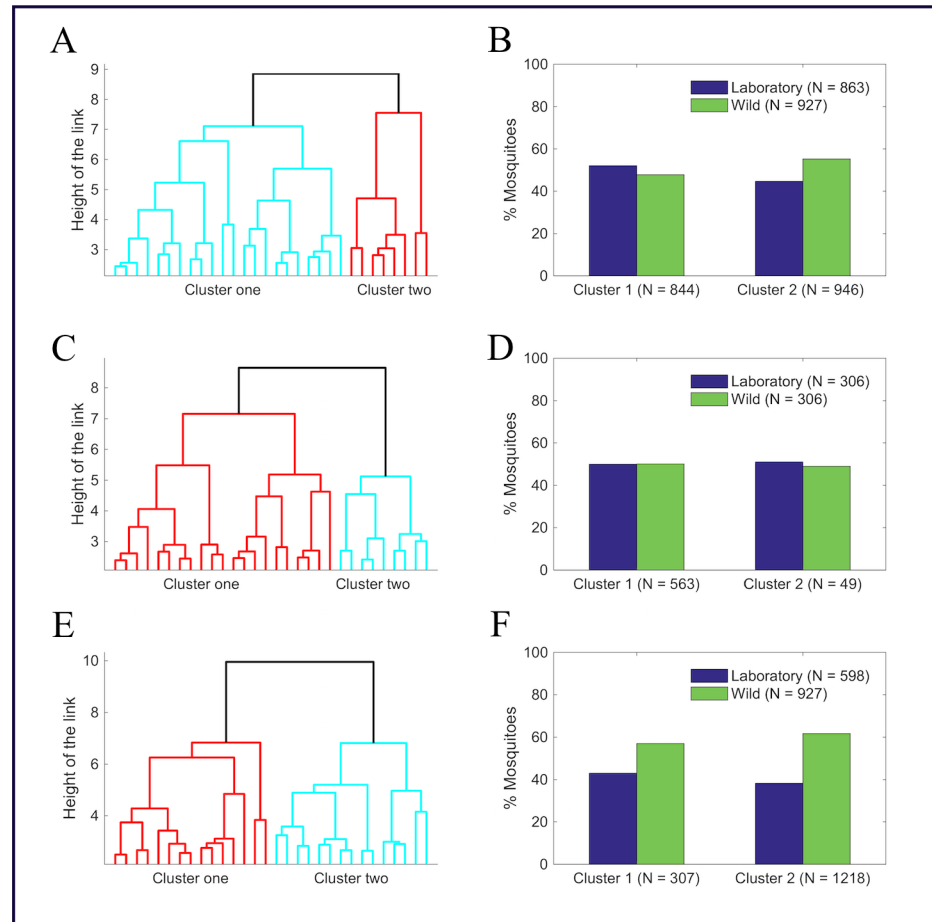 A
Height of the link
9
8
7
6
5
4
3
Cluster one
Cluster two
B
% Mosquitoes
100
80
60
40
20
0
Laboratory (N = 863)
Wild (N = 927)
Cluster 1 (N = 844)
Cluster 2 (N = 946)
C
Height of the link
8
7
6
5
4
3
Cluster one
Cluster two
D
% Mosquitoes
100
80
60
40
20
0
Laboratory (N = 306)
Wild (N = 306)
Cluster 1 (N = 563)
Cluster 2 (N = 49)
E
Height of the link
10
8
6
4
Cluster one
Cluster two
F
% Mosquitoes
100
80
60
40
20
0
Laboratory (N = 598)
Wild (N = 927)
Cluster 1 (N = 307)
Cluster 2 (N = 1218)